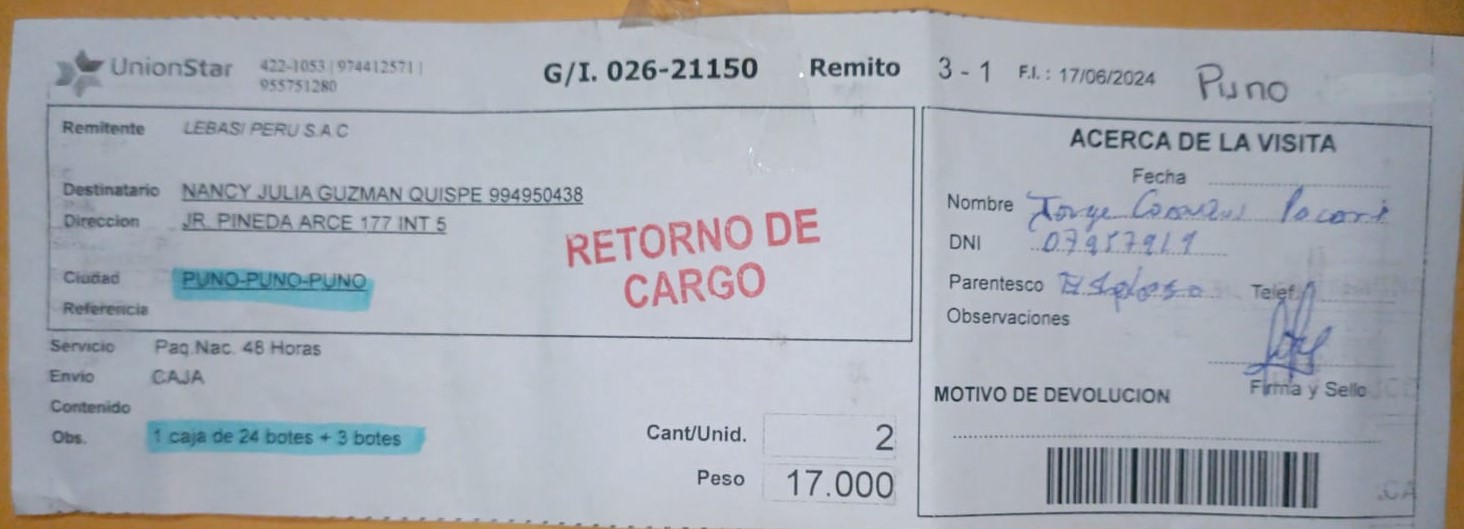 UnionStar 422-1053 | 974412571 |
955751280
G/I. 026-21150 Remito 3 - 1 F.I. : 17/06/2024 Puno
Remitente LEBASI PERU S.A.C
Destinatario NANCY JULIA GUZMAN QUISPE 994950438
Direccion JR. PINEDA ARCE 177 INT 5
Ciudad PUNO-PUNO-PUNO
Referencia
RETORNO DE
CARGO
Servicio Paq.Nac. 48 Horas
Envio CAJA
Contenido
Obs. 1 caja de 24 botes + 3 botes
Cant/Unid. 2
Peso 17.000
ACERCA DE LA VISITA
Fecha
Nombre Jorge
DNI
Parentesco Esposo Telef.
Observaciones
Firma y Sello
MOTIVO DE DEVOLUCION